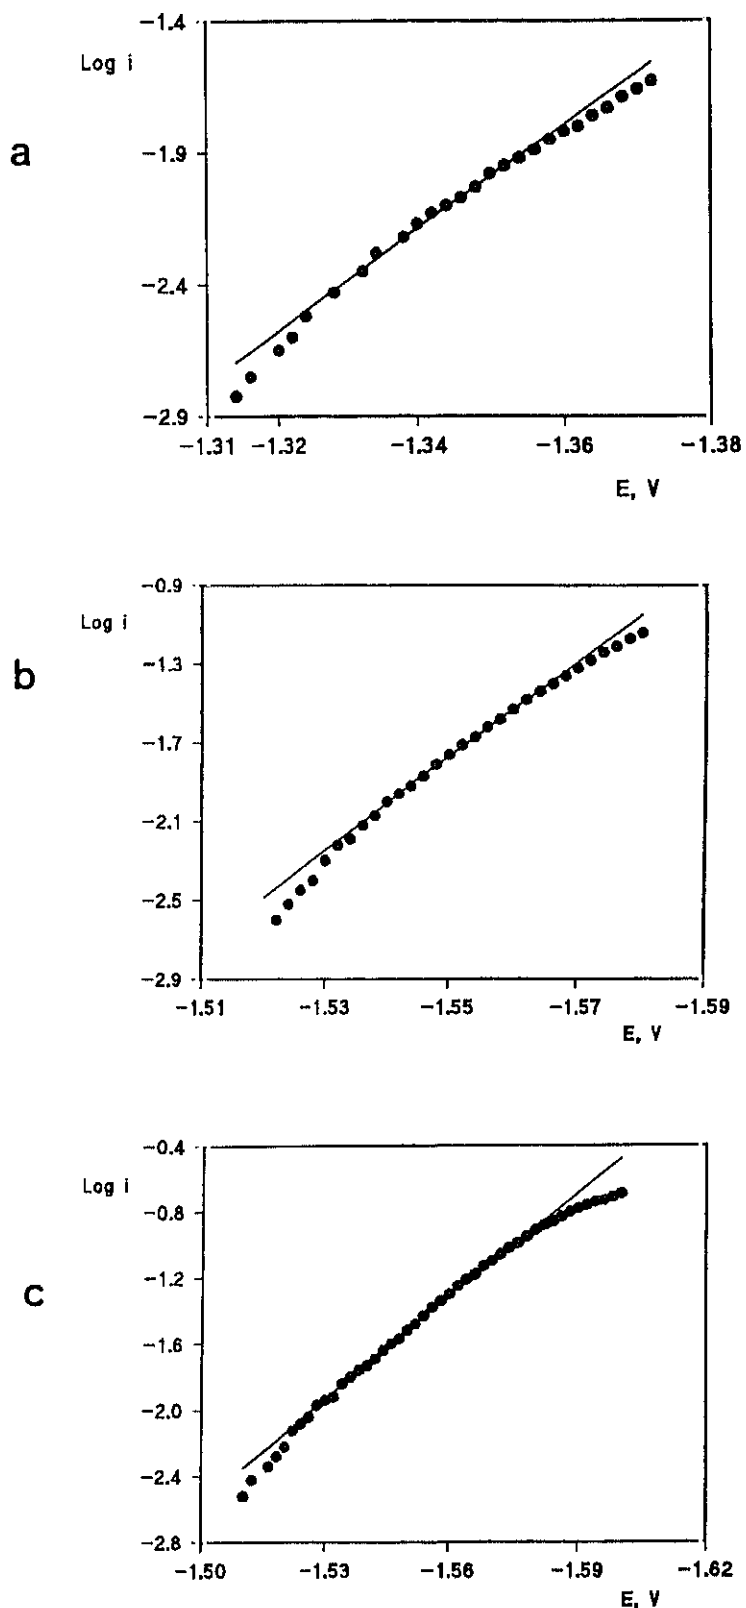 a
Log i
−1.4
−1.9
−2.4
−2.9
−1.31 −1.32 −1.34 −1.36 −1.38
E, V
b
Log i
−0.9
−1.3
−1.7
−2.1
−2.5
−2.9
−1.51 −1.53 −1.55 −1.57 −1.59
E, V
c
Log i
−0.4
−0.8
−1.2
−1.6
−2.0
−2.4
−2.8
−1.50 −1.53 −1.56 −1.59 −1.62
E, V